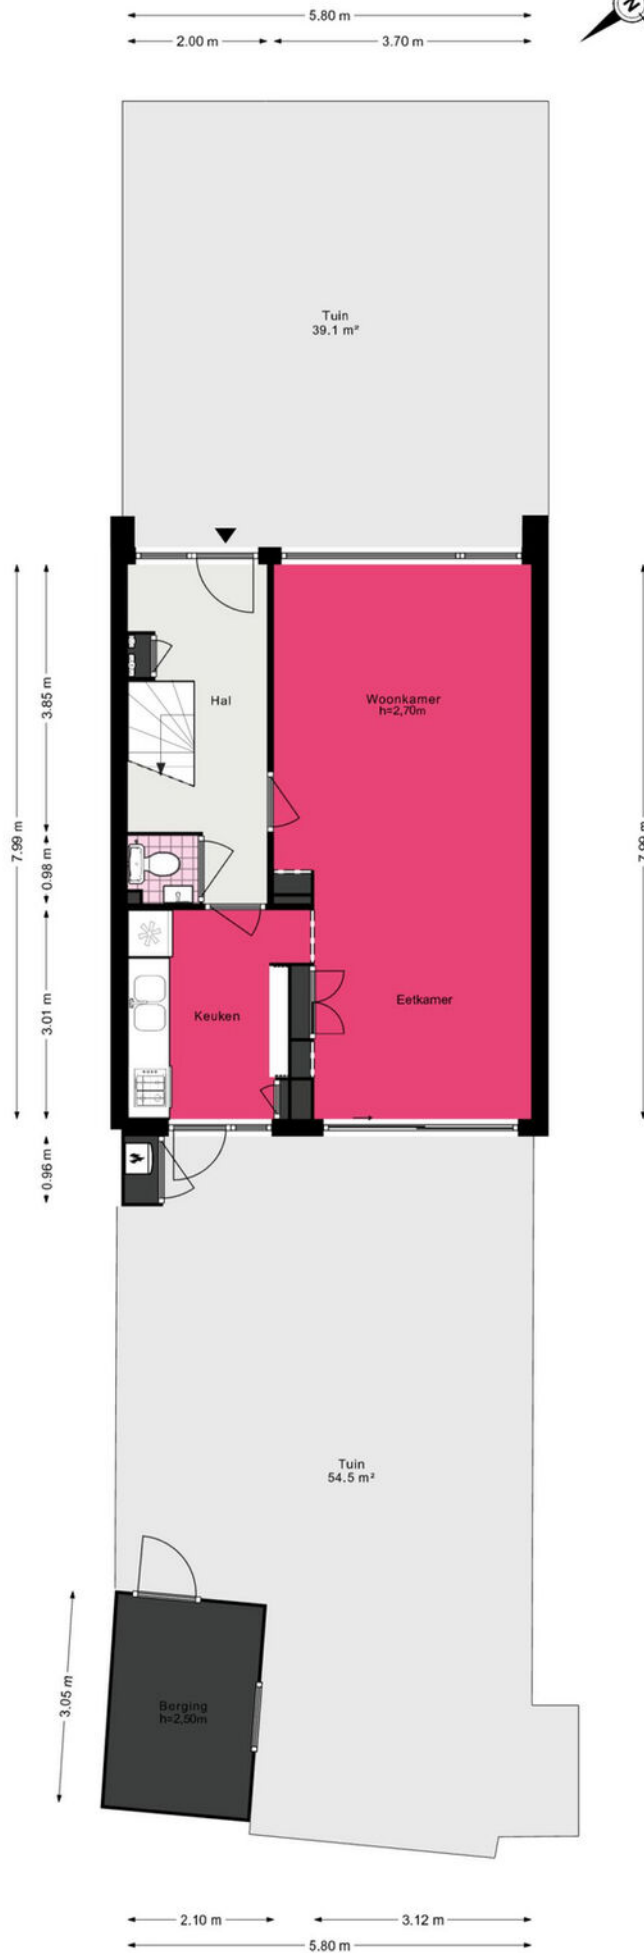 5.80 m
2.00 m
3.70 m
N
Tuin
39.1 m²
3.85 m
Hal
Woonkamer
h=2,70m
7.99 m
7.99 m
0.98 m
3.01 m
Keuken
Eetkamer
0.96 m
Tuin
54.5 m²
3.05 m
Berging
h=2,50m
2.10 m
3.12 m
5.80 m